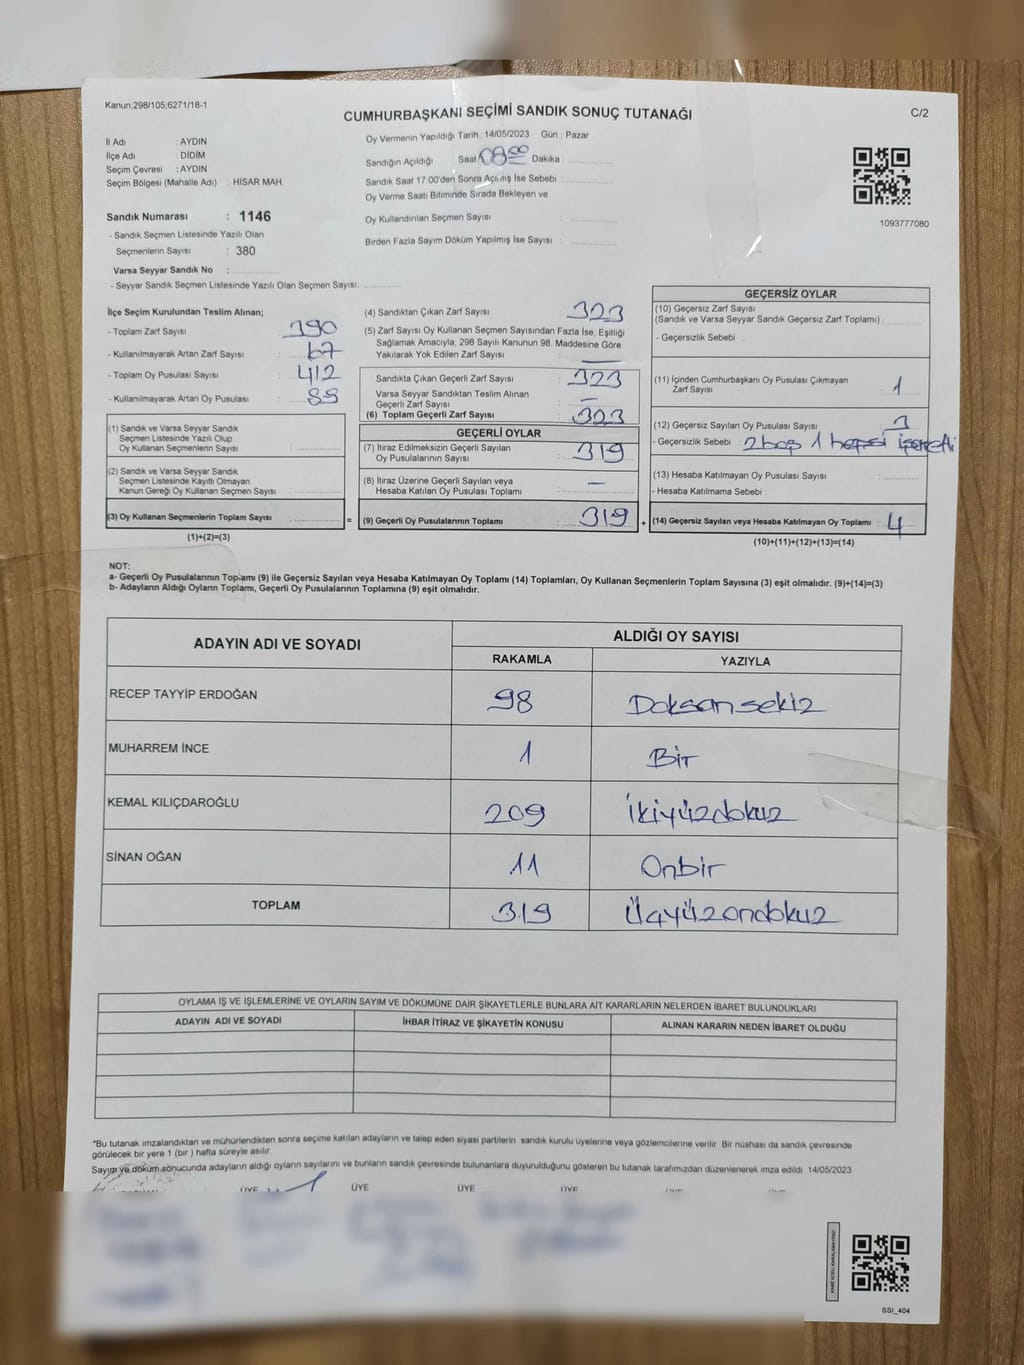 Kanun,298/105;6271/18-1
CUMHURBAŞKANI SEÇİMİ SANDIK SONUÇ TUTANAĞI
C/2
İl Adı : AYDIN
İlçe Adı : DİDİM
Seçim Çevresi : AYDIN
Seçim Bölgesi (Mahalle Adı) : HİSAR MAH.
Oy Vermenin Yapıldığı Tarih : 14/05/2023 Gün : Pazar
Sandığın Açıldığı Saat 08:00 Dakika :
Sandık Saat 17:00'den Sonra Açılmış İse Sebebi :
Oy Verme Saati Bitiminde Sırada Bekleyen ve
Oy Kullandırılan Seçmen Sayısı :
Birden Fazla Sayım Döküm Yapılmış İse Sayısı :
1093777080
Sandık Numarası : 1146
- Sandık Seçmen Listesinde Yazılı Olan
Seçmenlerin Sayısı : 380
Varsa Seyyar Sandık No :
- Seyyar Sandık Seçmen Listesinde Yazılı Olan Seçmen Sayısı:
İlçe Seçim Kurulundan Teslim Alınan;
- Toplam Zarf Sayısı : 390
- Kullanılmayarak Artan Zarf Sayısı : 67
- Toplam Oy Pusulası Sayısı : 412
- Kullanılmayarak Artan Oy Pusulası : 89
(1) Sandık ve Varsa Seyyar Sandık
Seçmen Listesinde Yazılı Olup
Oy Kullanan Seçmenlerin Sayısı :
(2) Sandık ve Varsa Seyyar Sandık
Seçmen Listesinde Kayıtlı Olmayan
Kanun Gereği Oy Kullanan Seçmen Sayısı :
(3) Oy Kullanan Seçmenlerin Toplam Sayısı :
(1)+(2)=(3)
(4) Sandıktan Çıkan Zarf Sayısı : 323
(5) Zarf Sayısı Oy Kullanan Seçmen Sayısından Fazla İse, Eşitliği
Sağlamak Amacıyla, 298 Sayılı Kanunun 98. Maddesine Göre
Yakılarak Yok Edilen Zarf Sayısı : —
Sandıkta Çıkan Geçerli Zarf Sayısı : 323
Varsa Seyyar Sandıktan Teslim Alınan
Geçerli Zarf Sayısı : –
(6) Toplam Geçerli Zarf Sayısı : 323
GEÇERLİ OYLAR
(7) İtiraz Edilmeksizin Geçerli Sayılan
Oy Pusulalarının Sayısı : 319
(8) İtiraz Üzerine Geçerli Sayılan veya
Hesaba Katılan Oy Pusulası Toplamı : –
= (9) Geçerli Oy Pusulalarının Toplamı : 319
GEÇERSİZ OYLAR
(10) Geçersiz Zarf Sayısı
(Sandık ve Varsa Seyyar Sandık Geçersiz Zarf Toplamı) :
- Geçersizlik Sebebi :
(11) İçinden Cumhurbaşkanı Oy Pusulası Çıkmayan
Zarf Sayısı : 1
(12) Geçersiz Sayılan Oy Pusulası Sayısı : 3
- Geçersizlik Sebebi : 2 boş 1 hepsi işaretli
(13) Hesaba Katılmayan Oy Pusulası Sayısı :
- Hesaba Katılmama Sebebi :
+ (14) Geçersiz Sayılan veya Hesaba Katılmayan Oy Toplamı : 4
(10)+(11)+(12)+(13)=(14)
NOT:
a- Geçerli Oy Pusulalarının Toplamı (9) ile Geçersiz Sayılan veya Hesaba Katılmayan Oy Toplamı (14) Toplamları, Oy Kullanan Seçmenlerin Toplam Sayısına (3) eşit olmalıdır. (9)+(14)=(3)
b- Adayların Aldığı Oyların Toplamı, Geçerli Oy Pusulalarının Toplamına (9) eşit olmalıdır.
ADAYIN ADI VE SOYADI ALDIĞI OY SAYISI
RAKAMLA YAZIYLA
RECEP TAYYİP ERDOĞAN 98 Doksansekiz
MUHARREM İNCE 1 Bir
KEMAL KILIÇDAROĞLU 209 İkiyüzdokuz
SİNAN OĞAN 11 Onbir
TOPLAM 319 Üçyüzondokuz
OYLAMA İŞ VE İŞLEMLERİNE VE OYLARIN SAYIM VE DÖKÜMÜNE DAİR ŞİKAYETLERLE BUNLARA AİT KARARLARIN NELERDEN İBARET BULUNDUKLARI
ADAYIN ADI VE SOYADI İHBAR İTİRAZ VE ŞİKAYETİN KONUSU ALINAN KARARIN NEDEN İBARET OLDUĞU
*Bu tutanak imzalandıktan ve mühürlendikten sonra seçime katılan adayların ve talep eden siyasi partilerin sandık kurulu üyelerine veya gözlemcilerine verilir. Bir nüshası da sandık çevresinde
görülecek bir yere 1 (bir) hafta süreyle asılır.
Sayım ve döküm sonucunda adayların aldığı oyların sayılarını ve bunların sandık çevresinde bulunanlara duyurulduğunu gösteren bu tutanak tarafımızdan düzenlenerek imza edildi. 14/05/2023
ÜYE ÜYE ÜYE ÜYE
SSİ_404